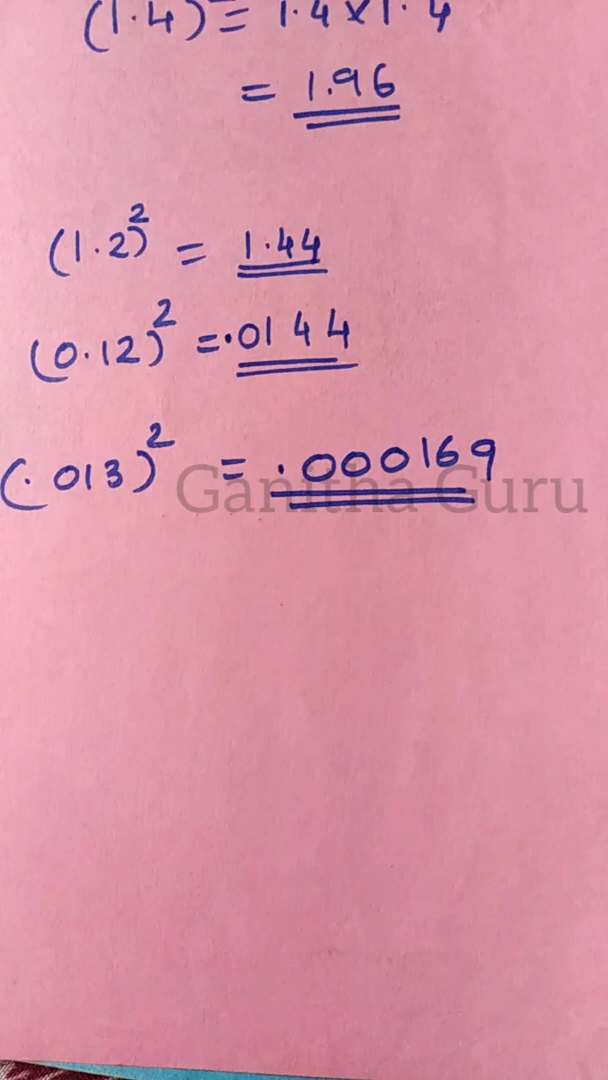 (1.4)² = 1.4 x 1.4
= 1.96
(1.2)² = 1.44
(0.12)² = .0144
(.013)² = .000169
Ganitha Guru